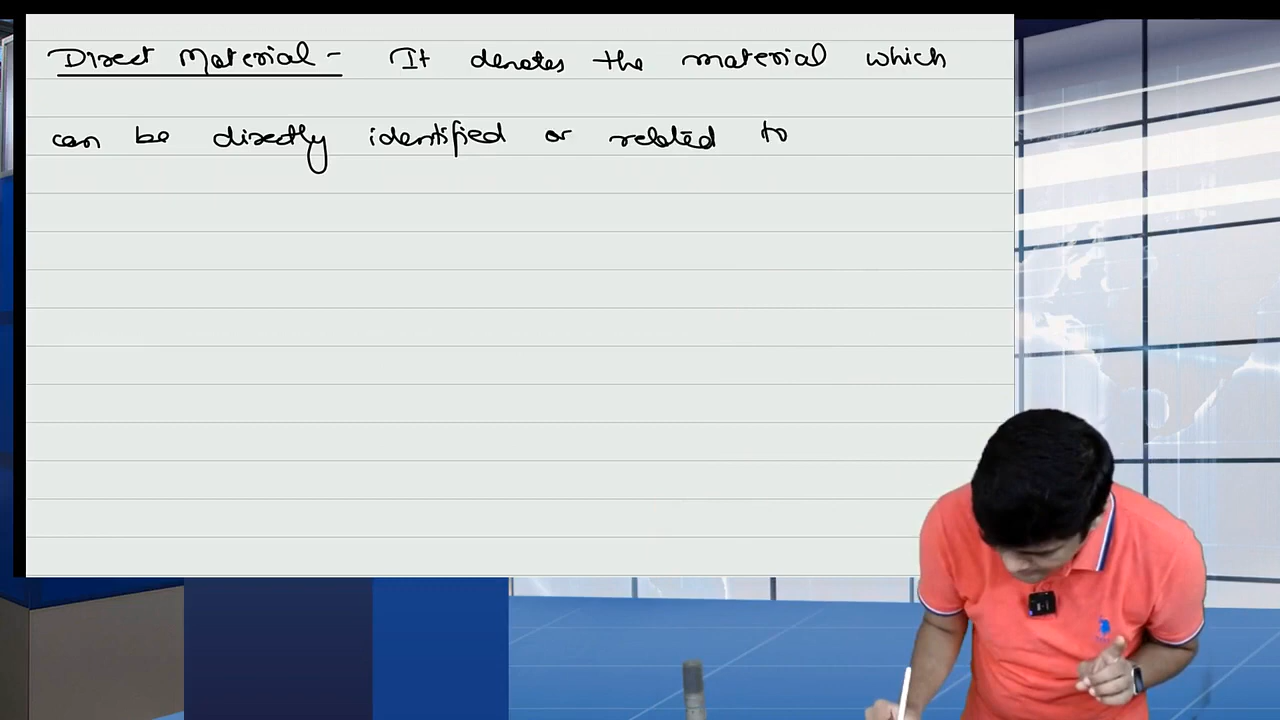 Direct Material - It denotes the material which
can be directly identified or related to